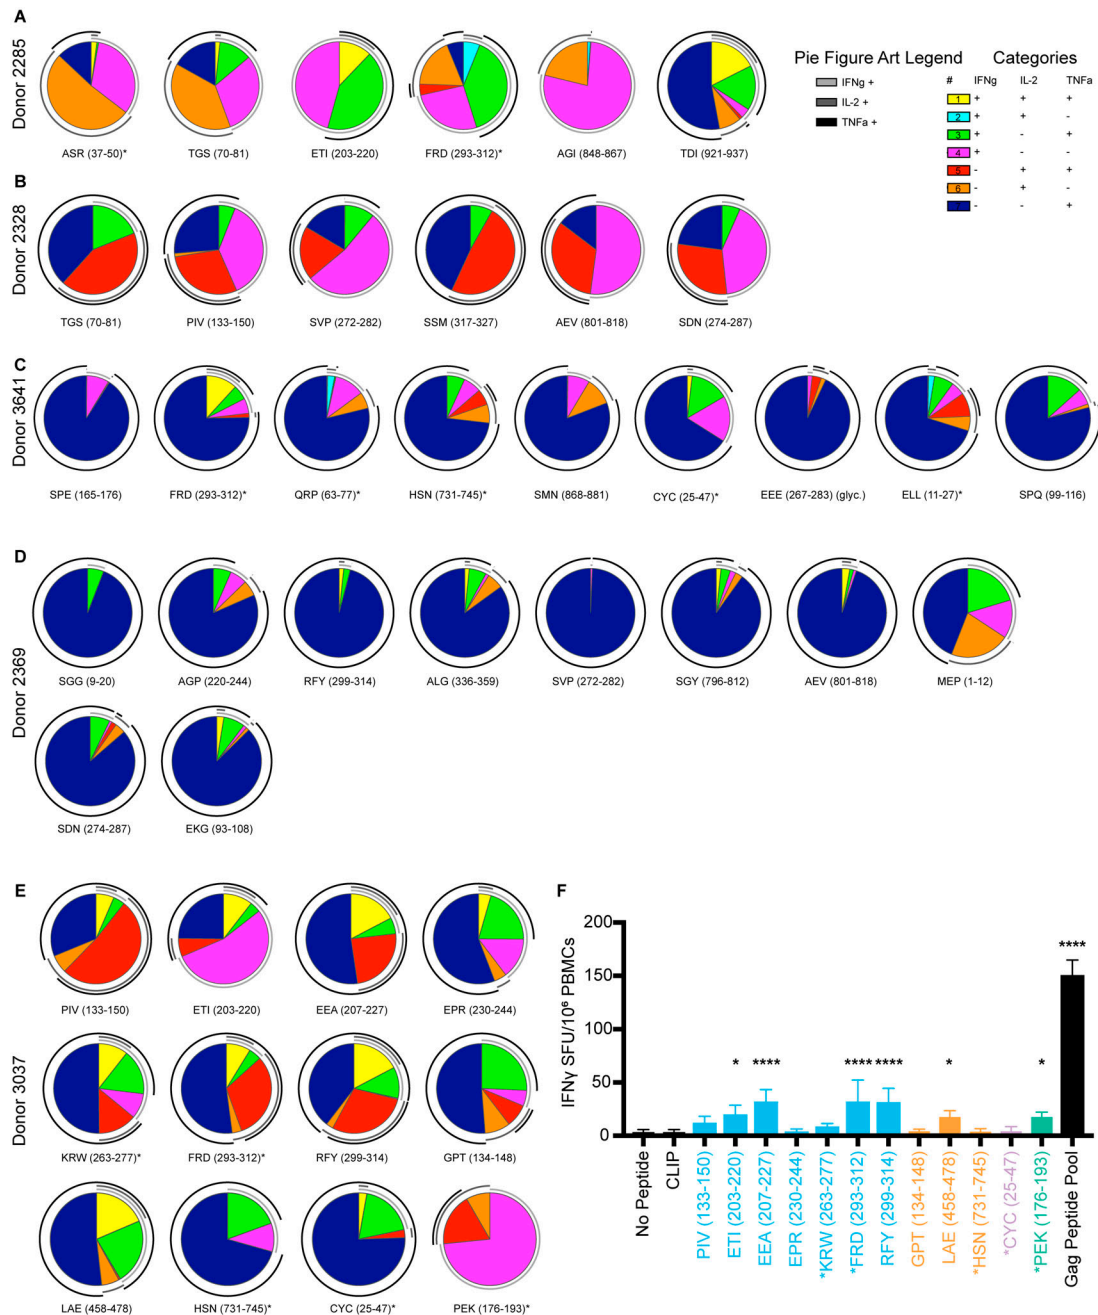 A
Donor 2285
ASR (37-50)*
TGS (70-81)
ETI (203-220)
FRD (293-312)*
AGI (848-867)
TDI (921-937)
Pie Figure Art Legend
IFNg +
IL-2 +
TNFa +
Categories
# IFNg IL-2 TNFa
1 + + +
2 + + -
3 + - +
4 + - -
5 - + +
6 - + -
7 - - +
B
Donor 2328
TGS (70-81)
PIV (133-150)
SVP (272-282)
SSM (317-327)
AEV (801-818)
SDN (274-287)
C
Donor 3641
SPE (165-176)
FRD (293-312)*
QRP (63-77)*
HSN (731-745)*
SMN (868-881)
CYC (25-47)*
EEE (267-283) (glyc.)
ELL (11-27)*
SPQ (99-116)
D
Donor 23369
SGG (9-20)
AGP (220-244)
RFY (299-314)
ALG (336-359)
SVP (272-282)
SGY (796-812)
AEV (801-818)
MEP (1-12)
SDN (274-287)
EKG (93-108)
E
Donor 3037
PIV (133-150)
ETI (203-220)
EEA (207-227)
EPR (230-244)
KRW (263-277)*
FRD (293-312)*
RFY (299-314)
GPT (134-148)
LAE (458-478)
HSN (731-745)*
CYC (25-47)*
PEK (176-193)*
F
IFNγ SFU/10⁶ PBMCs
200
150
100
50
0
*
****
****
****
*
*
****
No Peptide
CLIP
PIV (133-150)
ETI (203-220)
EEA (207-227)
EPR (230-244)
*KRW (263-277)
*FRD (293-312)
RFY (299-314)
GPT (134-148)
LAE (458-478)
*HSN (731-745)
*CYC (25-47)
*PEK (176-193)
Gag Peptide Pool